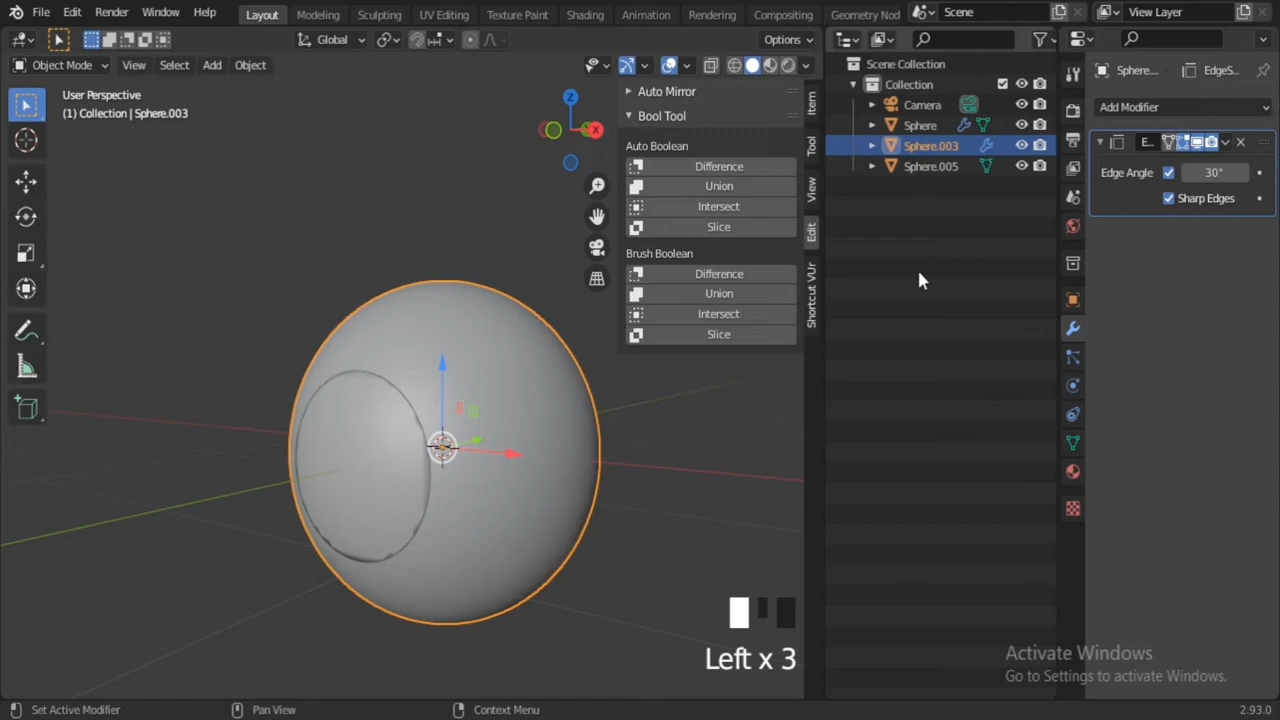 File Edit Render Window Help Layout Modeling Sculpting UV Editing Texture Paint Shading Animation Rendering Compositing Geometry Nod Scene View Layer
Global Options
Object Mode View Select Add Object
User Perspective
(1) Collection | Sphere.003
Z
X
Auto Mirror
Bool Tool
Auto Boolean
Difference
Union
Intersect
Slice
Brush Boolean
Difference
Union
Intersect
Slice
Item
Tool
View
Edit
Shortcut VUr
Scene Collection
Collection
Camera
Sphere
Sphere.003
Sphere.005
Sphere.... EdgeS...
Add Modifier
E...
Edge Angle 30°
Sharp Edges
Left x 3
Activate Windows
Go to Settings to activate Windows.
Set Active Modifier Pan View Context Menu 2.93.0